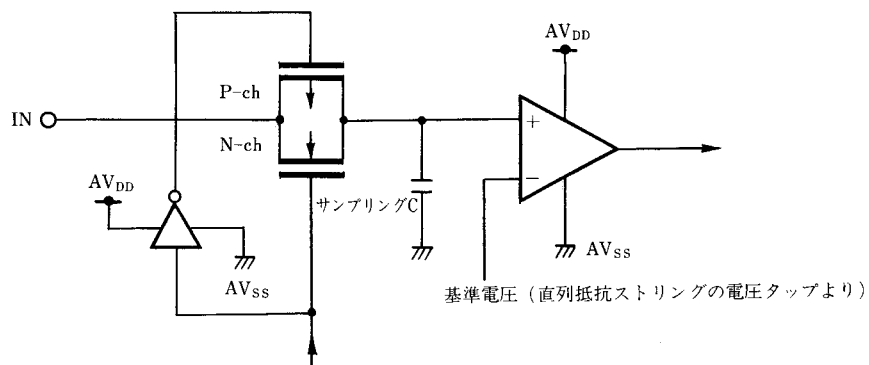 AVDD
P-ch
IN
N-ch
+
−
AVDD
サンプリングC
AVSS
AVSS
基準電圧（直列抵抗ストリングの電圧タップより）